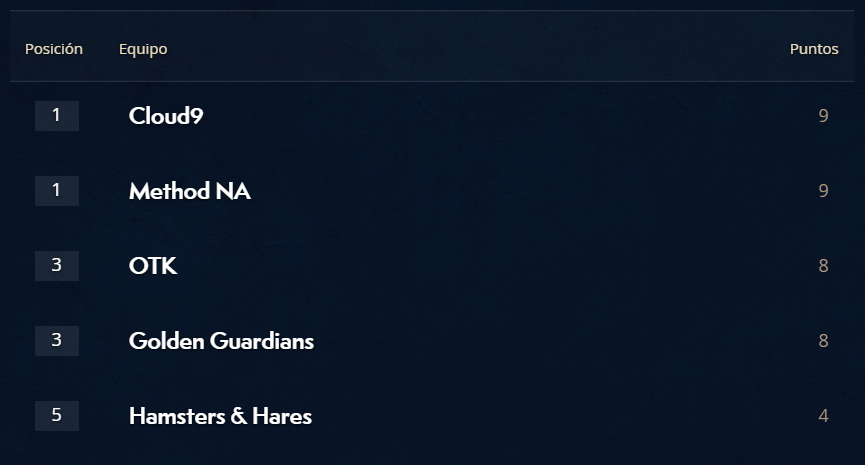 Posición Equipo Puntos
1 Cloud9 9
1 Method NA 9
3 OTK 8
3 Golden Guardians 8
5 Hamsters & Hares 4